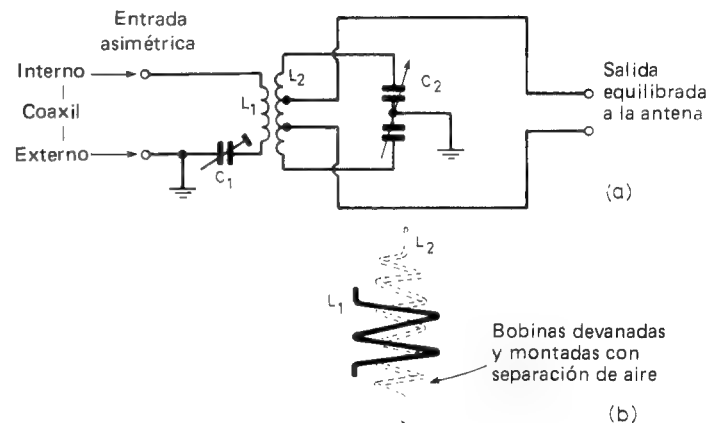 Entrada
asimétrica
Interno
Coaxil
Externo
L1
L2
C1
C2
Salida
equilibrada
a la antena
(a)
L2
L1
Bobinas devanadas
y montadas con
separación de aire
(b)